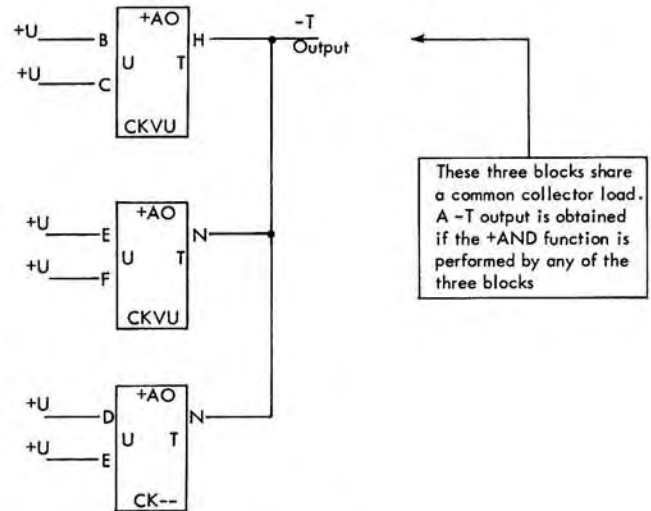 +AO
-T
+U B H Output
U T
+U C
CKVU
These three blocks share
a common collector load.
A -T output is obtained
if the +AND function is
performed by any of the
three blocks
+AO
+U E N
U T
+U F
CKVU
+AO
+U D N
U T
+U E
CK--